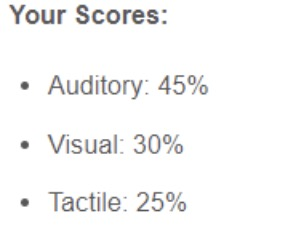 Your Scores:
• Auditory: 45%
• Visual: 30%
• Tactile: 25%